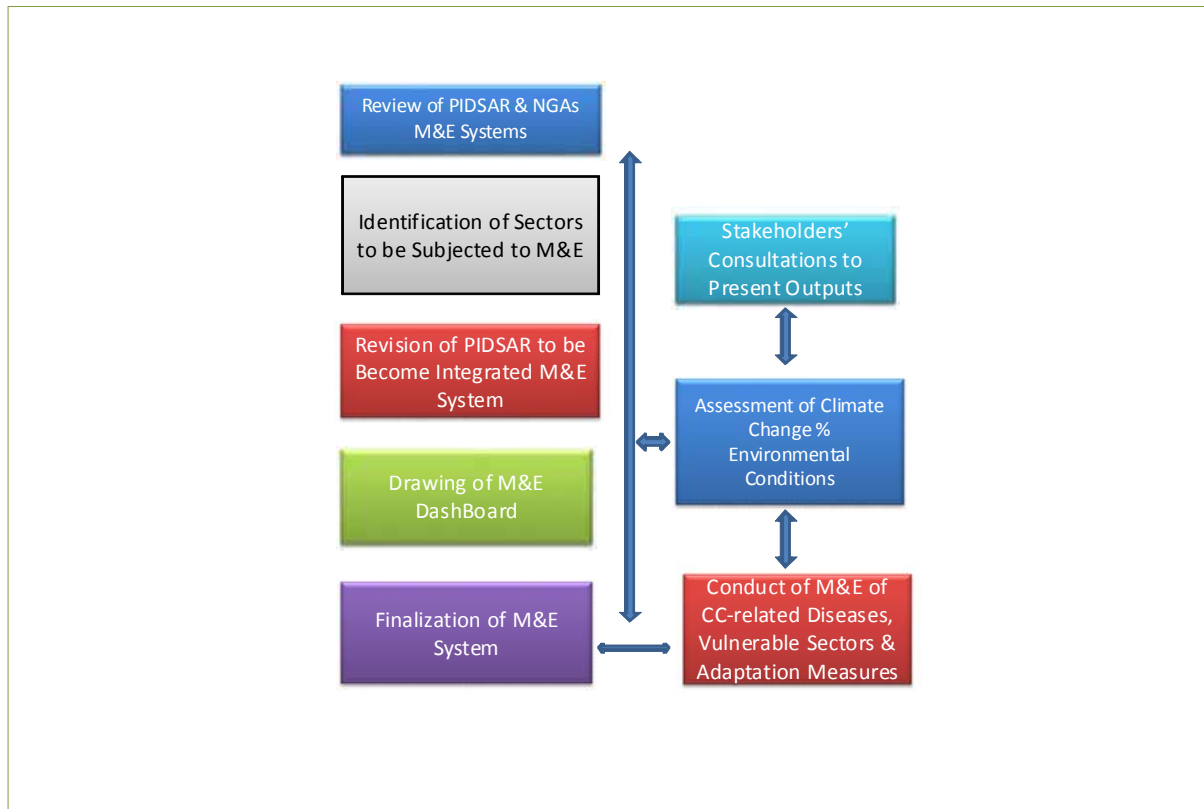 Review of PIDSAR & NGAs
M&E Systems
Identification of Sectors
to be Subjected to M&E
Revision of PIDSAR to be
Become Integrated M&E
System
Drawing of M&E
DashBoard
Finalization of M&E
System
Stakeholders’
Consultations to
Present Outputs
Assessment of Climate
Change %
Environmental
Conditions
Conduct of M&E of
CC-related Diseases,
Vulnerable Sectors &
Adaptation Measures